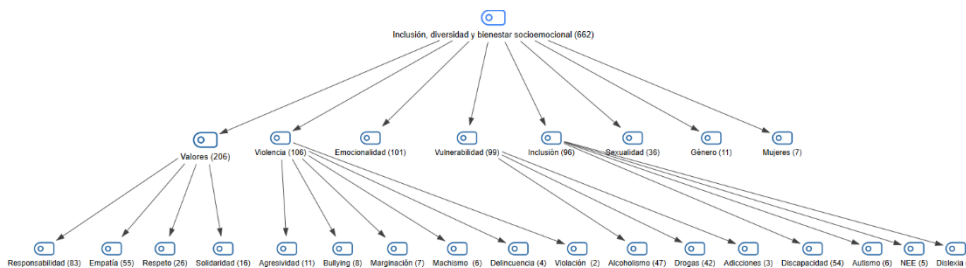 Inclusión, diversidad y bienestar socioemocional (662)
Valores (206) Violencia (106) Emocionalidad (101) Vulnerabilidad (99) Inclusión (96) Sexualidad (36) Género (11) Mujeres (7)
Responsabilidad (83) Empatía (55) Respeto (26) Solidaridad (16) Agresividad (11) Bullying (8) Marginación (7) Machismo (6) Delincuencia (4) Violación (2) Alcoholismo (47) Drogas (42) Adicciones (3) Discapacidad (54) Autismo (6) NEE (5) Dislexia